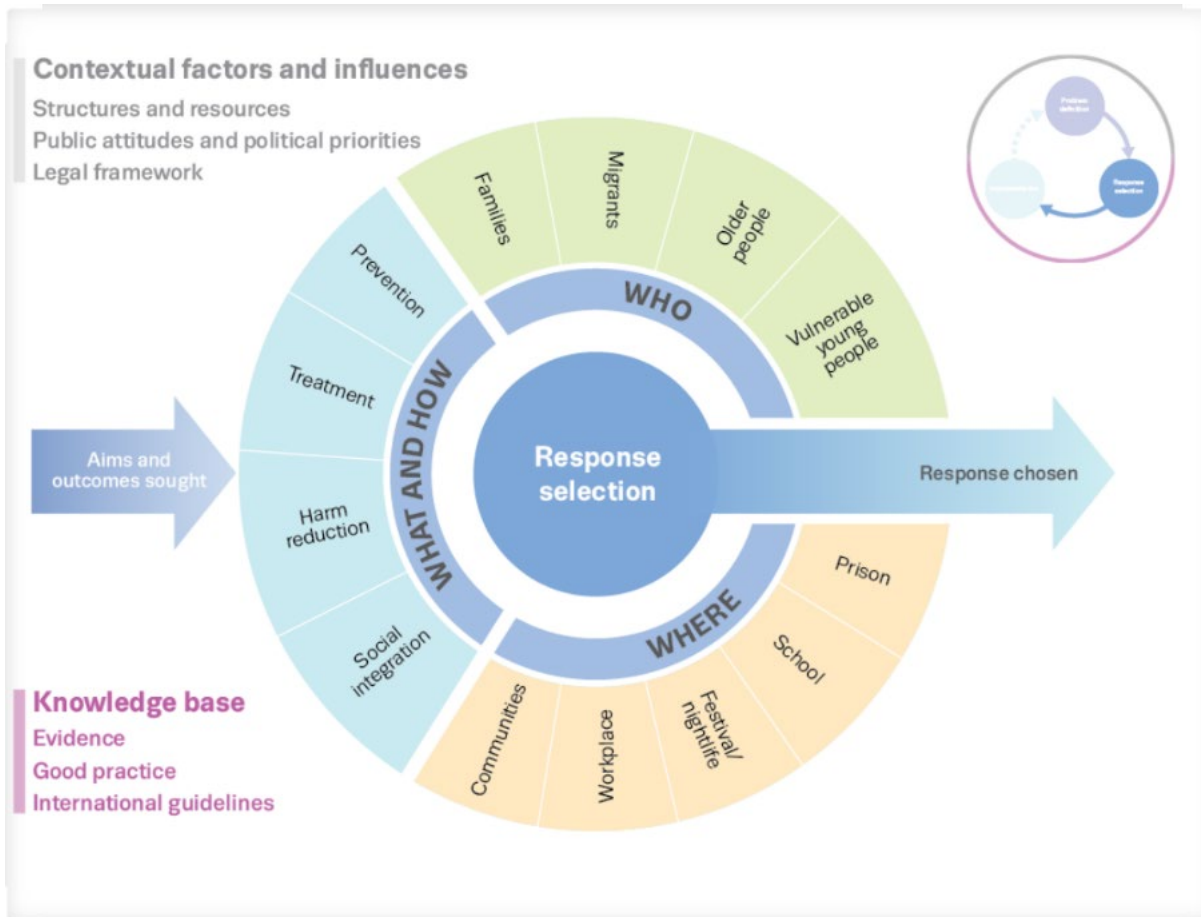 Contextual factors and influences
Structures and resources
Public attitudes and political priorities
Legal framework
Problem
definition
Response
selection
Families
Migrants
Older
people
Vulnerable
young
people
Prevention
Treatment
Harm
reduction
Social
integration
WHO
WHAT AND HOW
WHERE
Aims and
outcomes sought
Response
selection
Response chosen
Prison
School
Festival/
nightlife
Workplace
Communities
Knowledge base
Evidence
Good practice
International guidelines